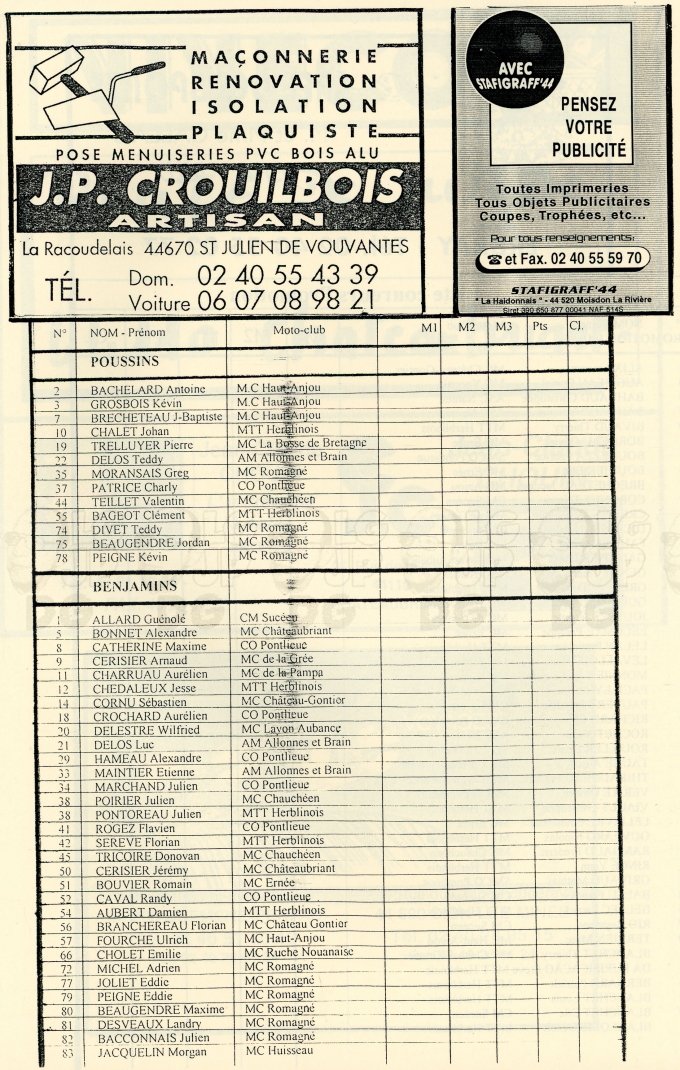 MAÇONNERIE
RENOVATION
ISOLATION
PLAQUISTE
POSE MENUISERIES PVC BOIS ALU
J.P. CROUILBOIS
ARTISAN
La Racoudelais 44670 ST JULIEN DE VOUVANTES
TÉL. Dom. 02 40 55 43 39
Voiture 06 07 08 98 21
AVEC
STAFIGRAFF'44
PENSEZ
VOTRE
PUBLICITÉ
Toutes Imprimeries
Tous Objets Publicitaires
Coupes, Trophées, etc...
Pour tous renseignements:
☎ et Fax. 02 40 55 59 70
STAFIGRAFF'44
" La Haidonnais " - 44 520 Moisdon La Rivière
Siret 390 650 877 00041 NAF 514S
N° NOM - Prénom Moto-club M1 M2 M3 Pts CJ.
POUSSINS
2 BACHELARD Antoine M.C Haut-Anjou
3 GROSBOIS Kévin M.C Haut-Anjou
7 BRECHETEAU J-Baptiste M.C Haut-Anjou
10 CHALET Johan MTT Herblinois
19 TRELLUYER Pierre MC La Bosse de Bretagne
22 DELOS Teddy AM Allonnes et Brain
35 MORANSAIS Greg MC Romagné
37 PATRICE Charly CO Pontlieue
44 TEILLET Valentin MC Chauchéen
55 BAGEOT Clément MTT Herblinois
74 DIVET Teddy MC Romagné
75 BEAUGENDRE Jordan MC Romagné
78 PEIGNE Kévin MC Romagné
BENJAMINS
1 ALLARD Guénolé CM Sucéen
5 BONNET Alexandre MC Châteaubriant
8 CATHERINE Maxime CO Pontlieue
9 CERISIER Arnaud MC de la Grée
11 CHARRUAU Aurélien MC de la Pampa
12 CHEDALEUX Jesse MTT Herblinois
14 CORNU Sébastien MC Château-Gontier
18 CROCHARD Aurélien CO Pontlieue
20 DELESTRE Wilfried MC Layon Aubance
21 DELOS Luc AM Allonnes et Brain
29 HAMEAU Alexandre CO Pontlieue
33 MAINTIER Etienne AM Allonnes et Brain
34 MARCHAND Julien CO Pontlieue
38 POIRIER Julien MC Chauchéen
38 PONTOREAU Julien MTT Herblinois
41 ROGEZ Flavien CO Pontlieue
42 SEREVE Florian MTT Herblinois
45 TRICOIRE Donovan MC Chauchéen
50 CERISIER Jérémy MC Châteaubriant
51 BOUVIER Romain MC Ernée
52 CAVAL Randy CO Pontlieue
54 AUBERT Damien MTT Herblinois
56 BRANCHEREAU Florian MC Château Gontier
57 FOURCHE Ulrich MC Haut-Anjou
66 CHOLET Emilie MC Ruche Nouanaise
72 MICHEL Adrien MC Romagné
77 JOLIET Eddie MC Romagné
79 PEIGNE Eddie MC Romagné
80 BEAUGENDRE Maxime MC Romagné
81 DESVEAUX Landry MC Romagné
82 BACCONNAIS Julien MC Romagné
83 JACQUELIN Morgan MC Huisseau